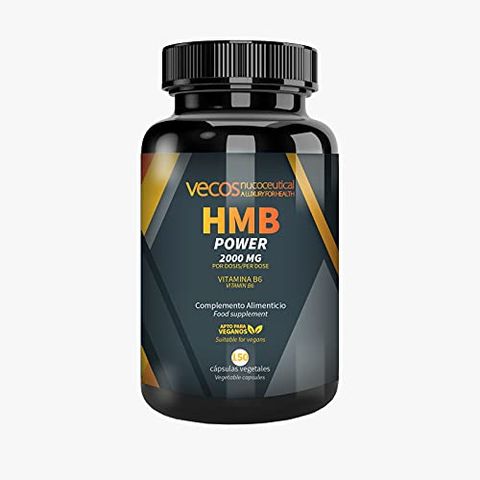 vecos nucoceutical
A LUXURY FOR HEALTH
HMB
POWER
2000 MG
POR DOSIS/PER DOSE
VITAMINA B6
VITAMIN B6
Complemento Alimenticio
Food supplement
APTO PARA
VEGANOS
Suitable for vegans
150
cápsulas vegetales
Vegetable capsules